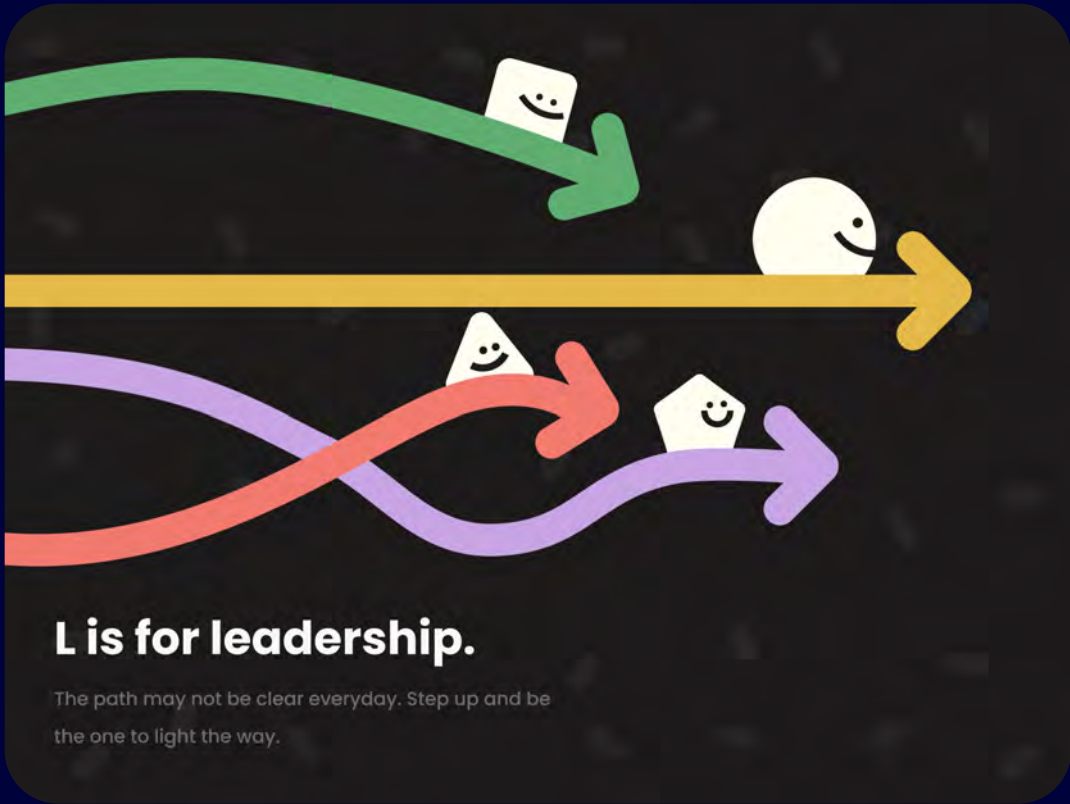 L is for leadership.
The path may not be clear everyday. Step up and be
the one to light the way.